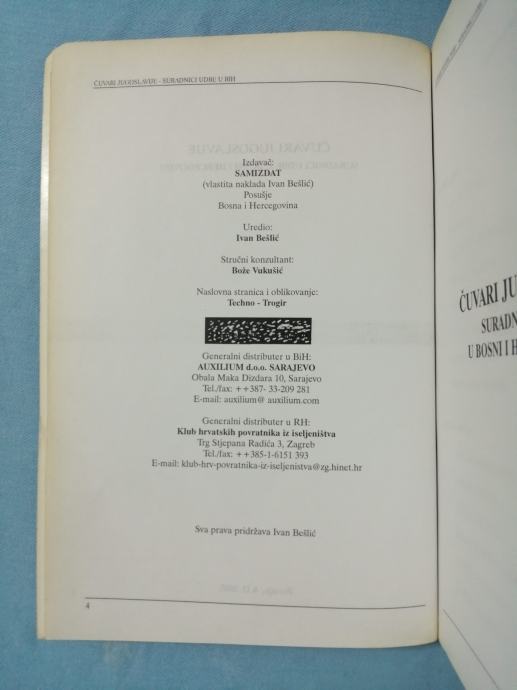 ČUVARI JUGOSLAVIJE - SURADNICI UDBE U BIH
Izdavač:
SAMIZDAT
(vlastita naklada Ivan Bešlić)
Posušje
Bosna i Hercegovina
Uredio:
Ivan Bešlić
Stručni konzultant:
Bože Vukušić
Naslovna stranica i oblikovanje:
Techno - Trogir
Generalni distributer u BiH:
AUXILIUM d.o.o. SARAJEVO
Obala Maka Dizdara 10, Sarajevo
Tel./fax: ++387- 33-209 281
E-mail: auxilium@ auxilium.com
Generalni distributer u RH:
Klub hrvatskih povratnika iz iseljeništva
Trg Stjepana Radića 3, Zagreb
Tel./fax: ++385-1-6151 393
E-mail: klub-hrv-povratnika-iz-iseljenistva@zg.hinet.hr
Sva prava pridržava Ivan Bešlić
4
ČUVARI JU
SURADN
U BOSNI I H